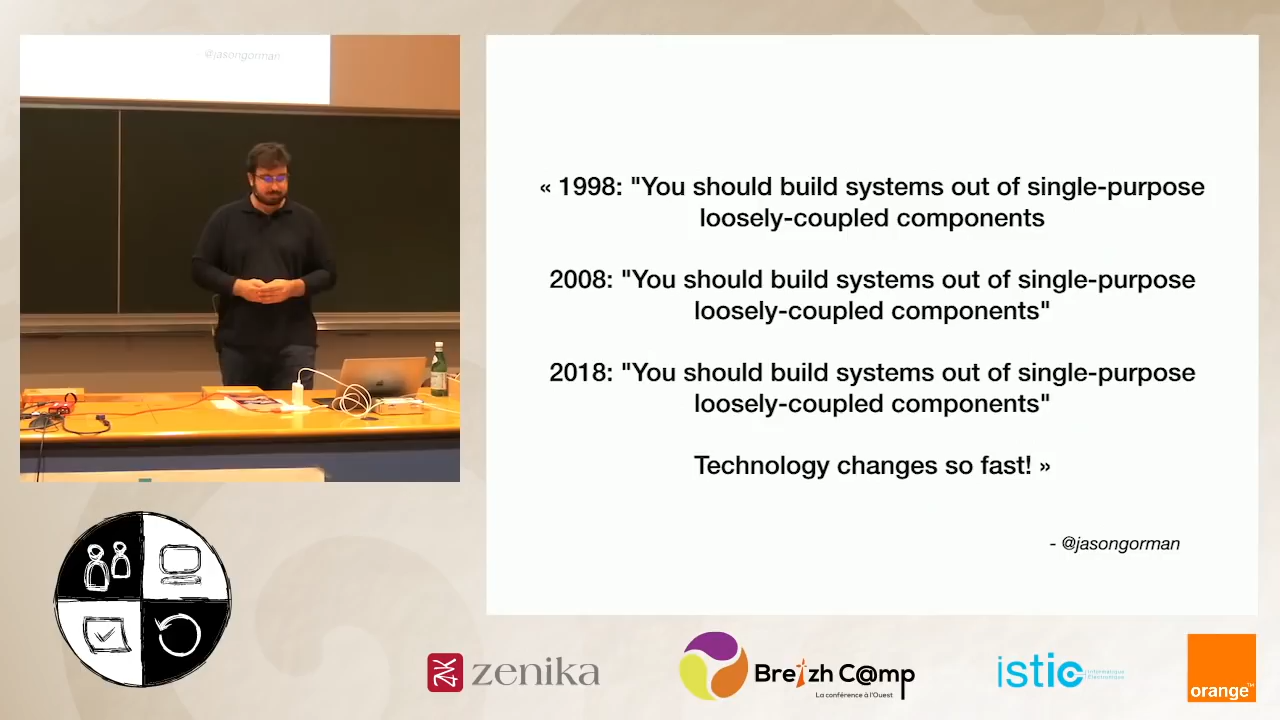 @jasongorman
« 1998: "You should build systems out of single-purpose
loosely-coupled components
2008: "You should build systems out of single-purpose
loosely-coupled components"
2018: "You should build systems out of single-purpose
loosely-coupled components"
Technology changes so fast! »
- @jasongorman
zenika
Breizh C@mp
La conférence à l'Ouest
istic
Informatique
Électronique
orange™